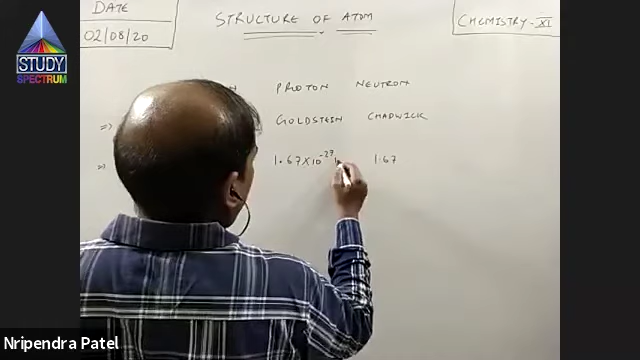 DATE
02/08/20
STRUCTURE OF ATOM
CHEMISTRY-XI
STUDY
SPECTRUM
N PROTON NEUTRON
⇒ GOLDSTEIN CHADWICK
⇒ 1.67×10⁻²⁷ 1.67
Nripendra Patel